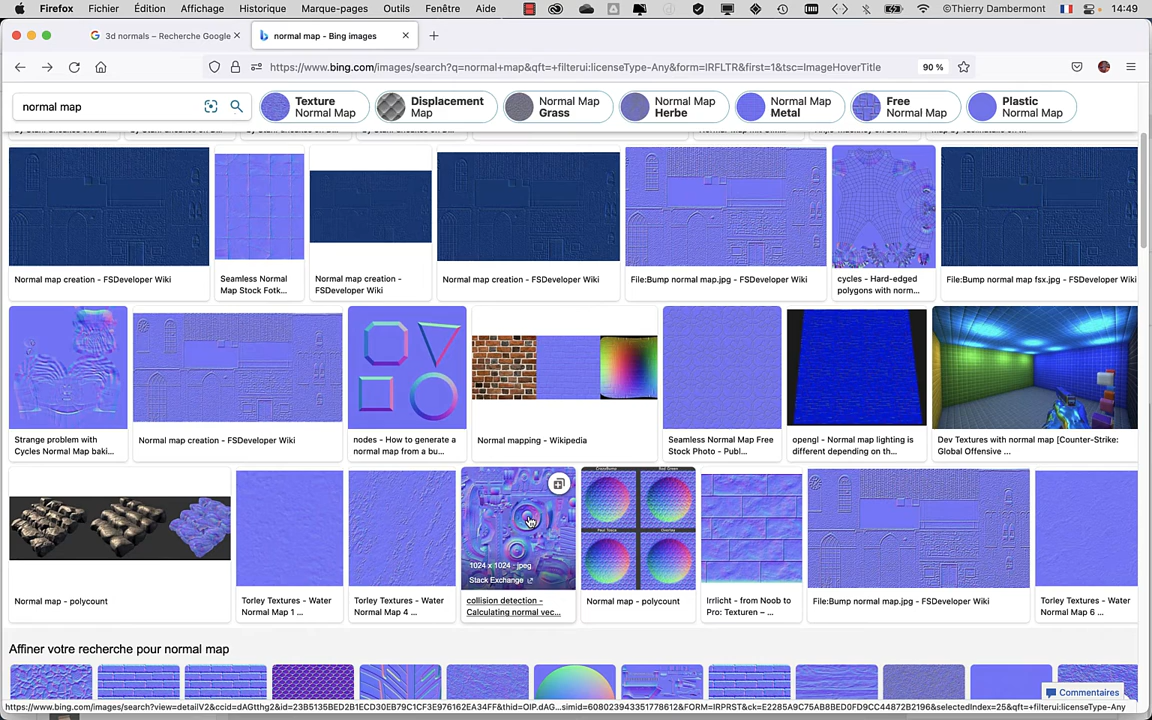 Firefox Fichier Édition Affichage Historique Marque-pages Outils Fenêtre Aide ©Thierry Dambermont 14:49
3d normals – Recherche Google
normal map - Bing images
https://www.bing.com/images/search?q=normal+map&qft=+filterui:licenseType-Any&form=IRFLTR&first=1&tsc=ImageHoverTitle 90 %
normal map
Texture Normal Map
Displacement Map
Normal Map Grass
Normal Map Herbe
Normal Map Metal
Free Normal Map
Plastic Normal Map
Normal map creation - FSDeveloper Wiki
Seamless Normal
Map Stock Fotk...
Normal map creation -
FSDeveloper Wiki
Normal map creation - FSDeveloper Wiki
File:Bump normal map.jpg - FSDeveloper Wiki
cycles - Hard-edged
polygons with norm...
File:Bump normal map fsx.jpg - FSDeveloper Wiki
Strange problem with
Cycles Normal Map baki...
Normal map creation - FSDeveloper Wiki
nodes - How to generate a
normal map from a bu...
Normal mapping - Wikipedia
Seamless Normal Map Free
Stock Photo - Publ...
opengl - Normal map lighting is
different depending on th...
Dev Textures with normal map [Counter-Strike:
Global Offensive ...
Normal map - polycount
Torley Textures - Water
Normal Map 1 ...
Torley Textures - Water
Normal Map 4 ...
1024 x 1024 · jpeg
Stack Exchange
collision detection -
Calculating normal vec...
Normal map - polycount
Irrlicht - from Noob to
Pro: Texturen – ...
File:Bump normal map.jpg - FSDeveloper Wiki
Torley Textures - Water
Normal Map 6 ...
Affiner votre recherche pour normal map
Commentaires